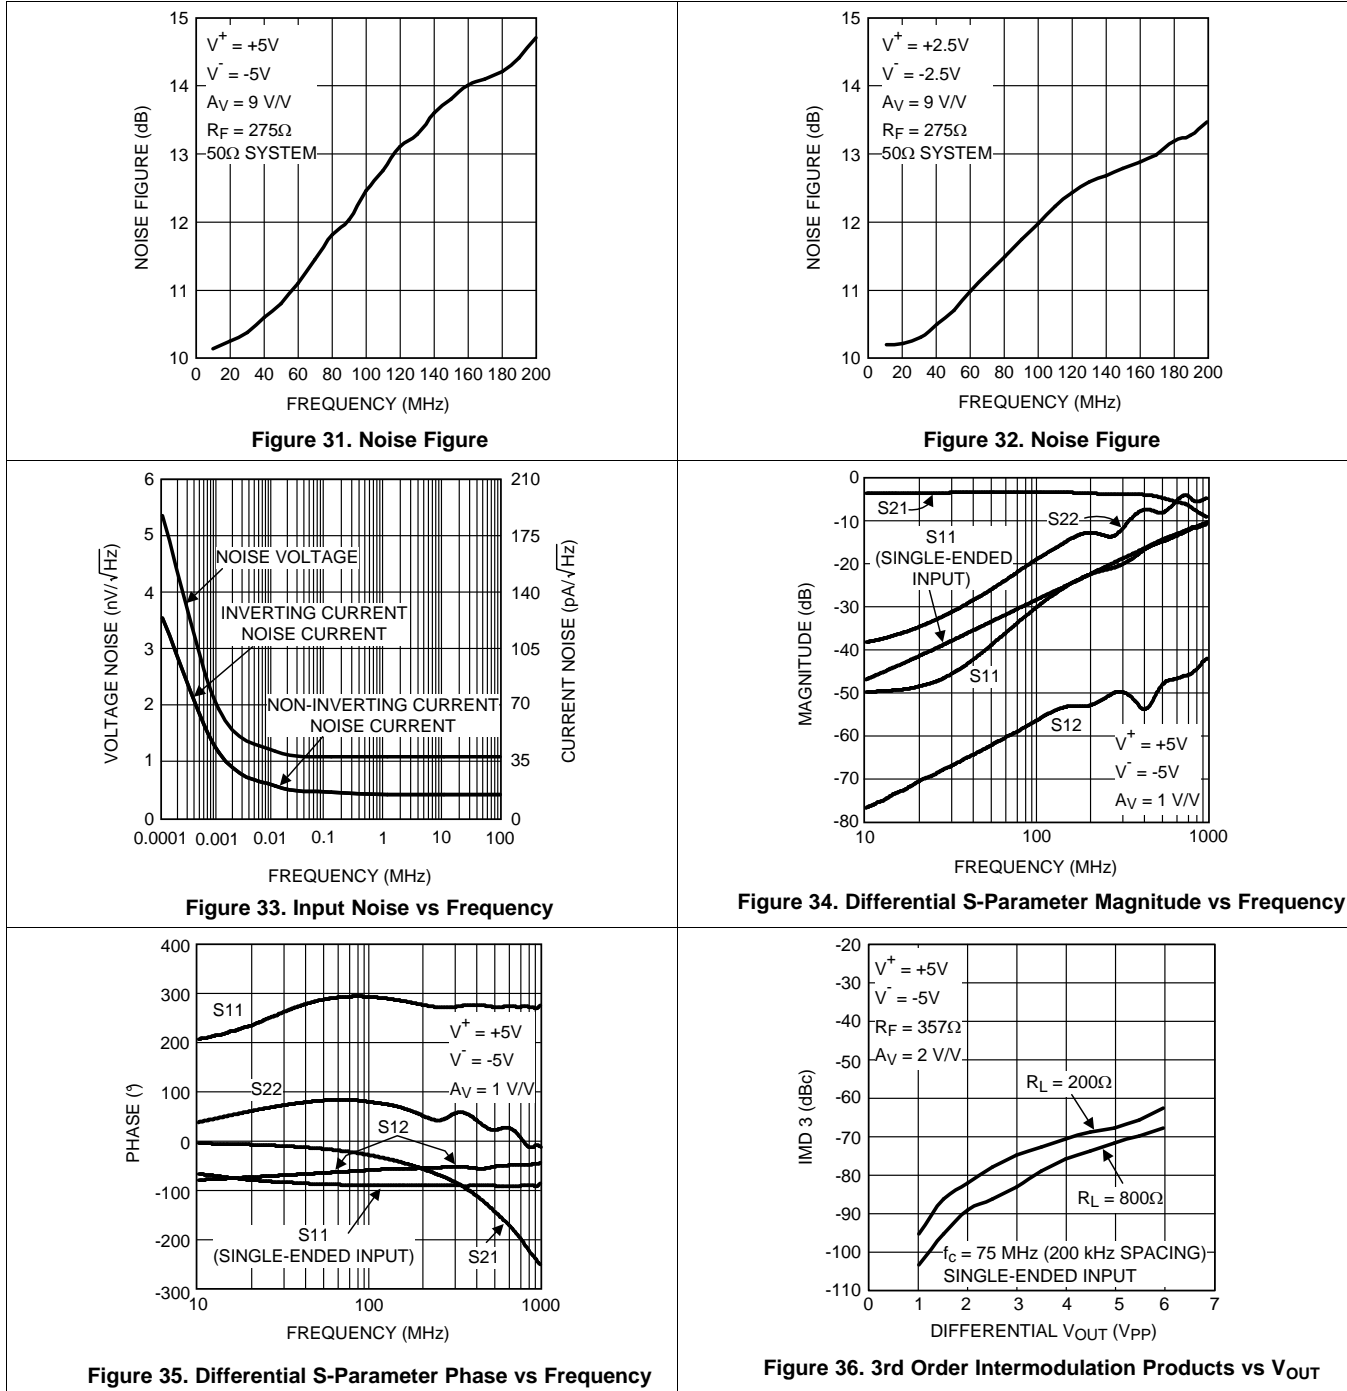 15
14
13
12
11
10
NOISE FIGURE (dB)
V+ = +5V
V- = -5V
AV = 9 V/V
RF = 275Ω
50Ω SYSTEM
0 20 40 60 80 100 120 140 160 180 200
FREQUENCY (MHz)
Figure 31. Noise Figure
15
14
13
12
11
10
NOISE FIGURE (dB)
V+ = +2.5V
V- = -2.5V
AV = 9 V/V
RF = 275Ω
50Ω SYSTEM
0 20 40 60 80 100 120 140 160 180 200
FREQUENCY (MHz)
Figure 32. Noise Figure
6
5
4
3
2
1
0
VOLTAGE NOISE (nV/√Hz)
210
175
140
105
70
35
0
CURRENT NOISE (pA/√Hz)
NOISE VOLTAGE
INVERTING CURRENT
NOISE CURRENT
NON-INVERTING CURRENT
NOISE CURRENT
0.0001 0.001 0.01 0.1 1 10 100
FREQUENCY (MHz)
Figure 33. Input Noise vs Frequency
0
-10
-20
-30
-40
-50
-60
-70
-80
MAGNITUDE (dB)
S21
S22
S11
(SINGLE-ENDED
INPUT)
S11
S12
V+ = +5V
V- = -5V
AV = 1 V/V
10 100 1000
FREQUENCY (MHz)
Figure 34. Differential S-Parameter Magnitude vs Frequency
400
300
200
100
0
-100
-200
-300
PHASE (°)
S11
V+ = +5V
V- = -5V
AV = 1 V/V
S22
S12
S11
(SINGLE-ENDED INPUT)
S21
10 100 1000
FREQUENCY (MHz)
Figure 35. Differential S-Parameter Phase vs Frequency
-20
-30
-40
-50
-60
-70
-80
-90
-100
-110
IMD 3 (dBc)
V+ = +5V
V- = -5V
RF = 357Ω
AV = 2 V/V
RL = 200Ω
RL = 800Ω
fc = 75 MHz (200 kHz SPACING)
SINGLE-ENDED INPUT
0 1 2 3 4 5 6 7
DIFFERENTIAL VOUT (VPP)
Figure 36. 3rd Order Intermodulation Products vs VOUT